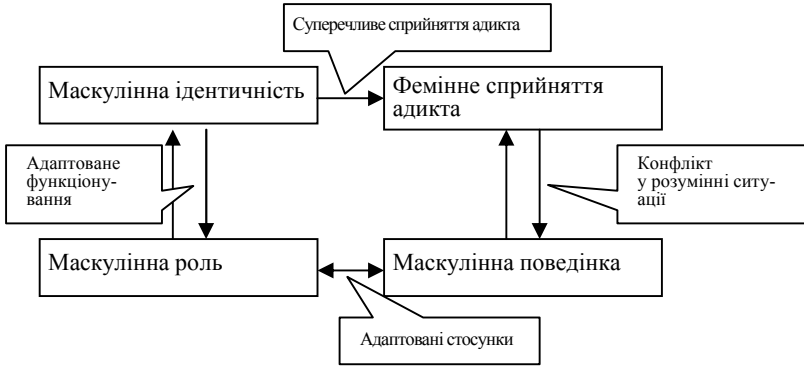 Суперечливе сприйняття адикта
Маскулінна ідентичність
Фемінне сприйняття
адикта
Адаптоване
функціону-
вання
Конфлікт
у розумінні ситу-
ації
Маскулінна роль
Маскулінна поведінка
Адаптовані стосунки